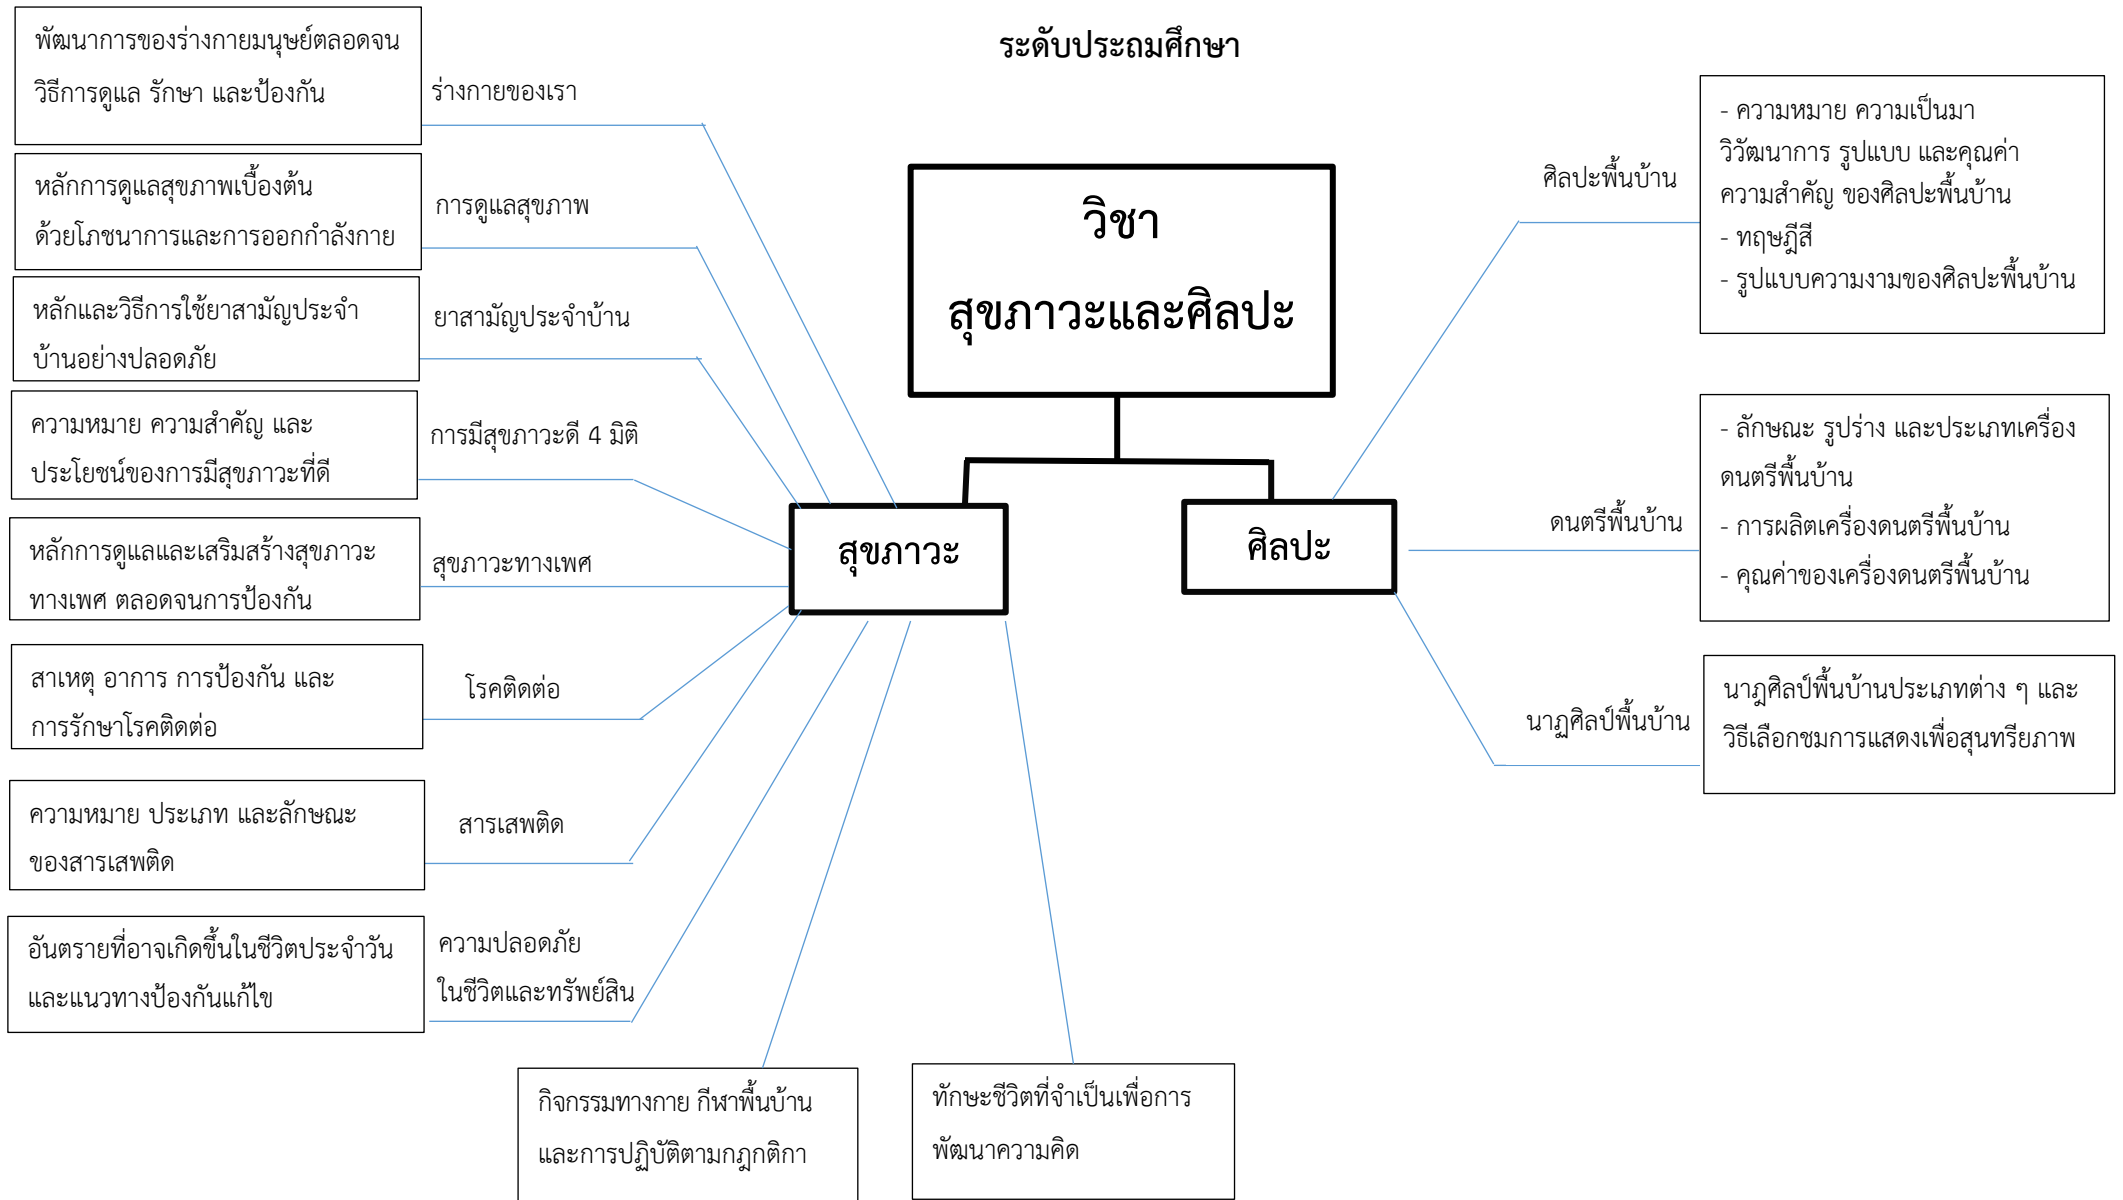 ระดับประถมศึกษา
วิชา
สุขภาวะและศิลปะ
สุขภาวะ
ศิลปะ
พัฒนาการของร่างกายมนุษย์ตลอดจน
วิธีการดูแล รักษา และป้องกัน
ร่างกายของเรา
หลักการดูแลสุขภาพเบื้องต้น
ด้วยโภชนาการและการออกกำลังกาย
การดูแลสุขภาพ
หลักและวิธีการใช้ยาสามัญประจำ
บ้านอย่างปลอดภัย
ยาสามัญประจำบ้าน
ความหมาย ความสำคัญ และ
ประโยชน์ของการมีสุขภาวะที่ดี
การมีสุขภาวะดี 4 มิติ
หลักการดูแลและเสริมสร้างสุขภาวะ
ทางเพศ ตลอดจนการป้องกัน
สุขภาวะทางเพศ
สาเหตุ อาการ การป้องกัน และ
การรักษาโรคติดต่อ
โรคติดต่อ
ความหมาย ประเภท และลักษณะ
ของสารเสพติด
สารเสพติด
อันตรายที่อาจเกิดขึ้นในชีวิตประจำวัน
และแนวทางป้องกันแก้ไข
ความปลอดภัย
ในชีวิตและทรัพย์สิน
กิจกรรมทางกาย กีฬาพื้นบ้าน
และการปฏิบัติตามกฎกติกา
ทักษะชีวิตที่จำเป็นเพื่อการ
พัฒนาความคิด
ศิลปะพื้นบ้าน
- ความหมาย ความเป็นมา
วิวัฒนาการ รูปแบบ และคุณค่า
ความสำคัญ ของศิลปะพื้นบ้าน
- ทฤษฎีสี
- รูปแบบความงามของศิลปะพื้นบ้าน
ดนตรีพื้นบ้าน
- ลักษณะ รูปร่าง และประเภทเครื่อง
ดนตรีพื้นบ้าน
- การผลิตเครื่องดนตรีพื้นบ้าน
- คุณค่าของเครื่องดนตรีพื้นบ้าน
นาฏศิลป์พื้นบ้าน
นาฎศิลป์พื้นบ้านประเภทต่าง ๆ และ
วิธีเลือกชมการแสดงเพื่อสุนทรียภาพ